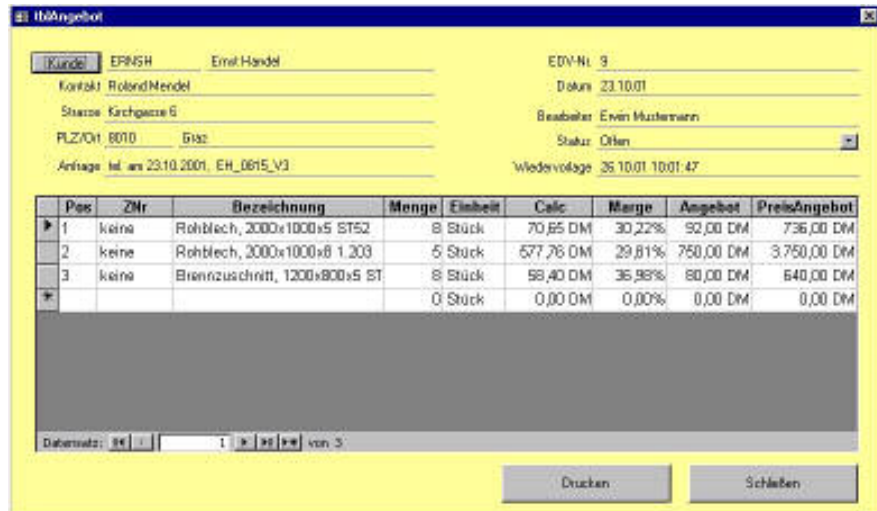 tblAngebot
Kunde ERNSH Ernst Handel EDV-Nr. 9
Kontakt Roland Mendel Datum 23.10.01
Strasse Kirchgasse 6 Bearbeiter Erwin Mustermann
PLZ/Ort 8010 Graz Status Offen
Anfrage tel. am 23.10.2001, EH_0815_V3 Wiedervorlage 26.10.01 10:01:47
Pos ZNr Bezeichnung Menge Einheit Calc Marge Angebot PreisAngebot
1 keine Rohblech, 2000x1000x5 ST52 8 Stück 70,65 DM 30,22% 92,00 DM 736,00 DM
2 keine Rohblech, 2000x1000x8 1.203 5 Stück 577,76 DM 29,81% 750,00 DM 3.750,00 DM
3 keine Brennzuschnitt, 1200x800x5 ST 8 Stück 58,40 DM 36,98% 80,00 DM 640,00 DM
0 Stück 0,00 DM 0,00% 0,00 DM 0,00 DM
Datensatz: 1 von 3
Drucken Schließen